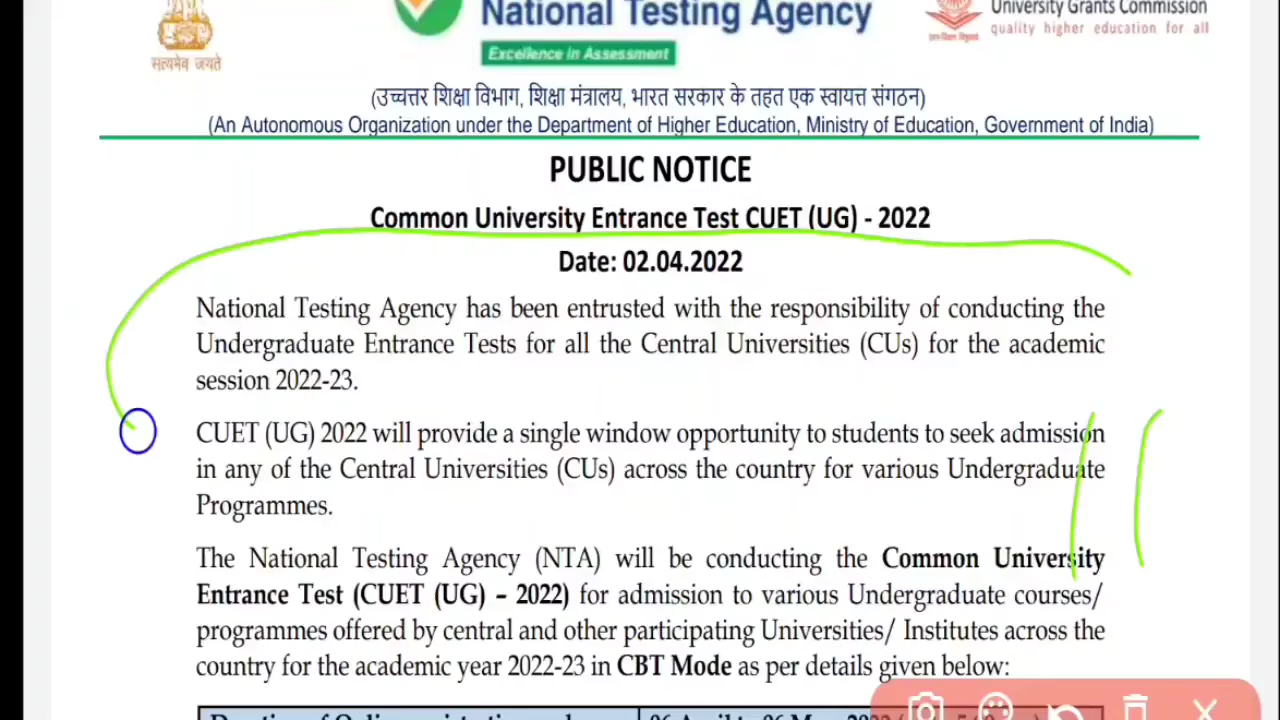 National Testing Agency
University Grants Commission
Excellence in Assessment
quality higher education for all
सत्यमेव जयते
(उच्चत्तर शिक्षा विभाग, शिक्षा मंत्रालय, भारत सरकार के तहत एक स्वायत्त संगठन)
(An Autonomous Organization under the Department of Higher Education, Ministry of Education, Government of India)
PUBLIC NOTICE
Common University Entrance Test CUET (UG) - 2022
Date: 02.04.2022
National Testing Agency has been entrusted with the responsibility of conducting the
Undergraduate Entrance Tests for all the Central Universities (CUs) for the academic
session 2022-23.
CUET (UG) 2022 will provide a single window opportunity to students to seek admission
in any of the Central Universities (CUs) across the country for various Undergraduate
Programmes.
The National Testing Agency (NTA) will be conducting the Common University
Entrance Test (CUET (UG) – 2022) for admission to various Undergraduate courses/
programmes offered by central and other participating Universities/ Institutes across the
country for the academic year 2022-23 in CBT Mode as per details given below: